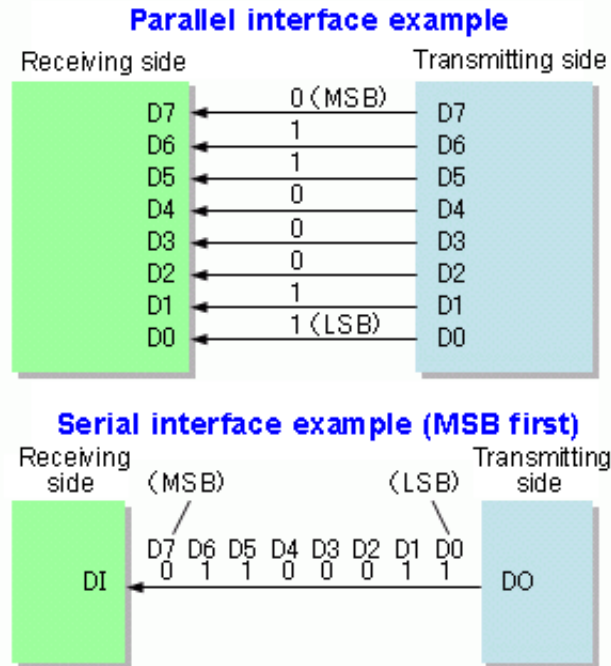 Parallel interface example
Receiving side Transmitting side
D7 0 (MSB) D7
D6 1 D6
D5 1 D5
D4 0 D4
D3 0 D3
D2 0 D2
D1 1 D1
D0 1 (LSB) D0
Serial interface example (MSB first)
Receiving side
(MSB)
(LSB)
Transmitting side
D7 D6 D5 D4 D3 D2 D1 D0
0 1 1 0 0 0 1 1
DI DO